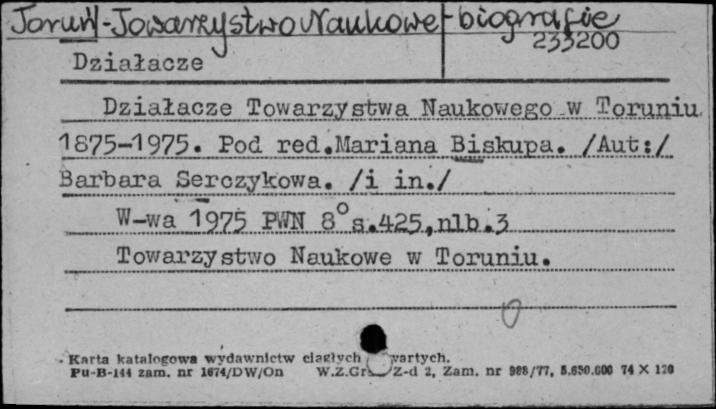 Toruń - Towarzystwo Naukowe - biografie
233200
Działacze
Działacze Towarzystwa Naukowego w Toruniu
1875-1975. Pod red.Mariana Biskupa. /Aut:/
Barbara Serczykowa. /i in./
W-wa 1975 PWN 8° s.425,nlb.3
Towarzystwo Naukowe w Toruniu.
Karta katalogowa wydawnictw ciągłych
Pu-B-144 zam. nr 1674/DW/Dn W.Z.Gr. Z-d 2, Zam. nr 988/77, 5.650.000 74 X 120